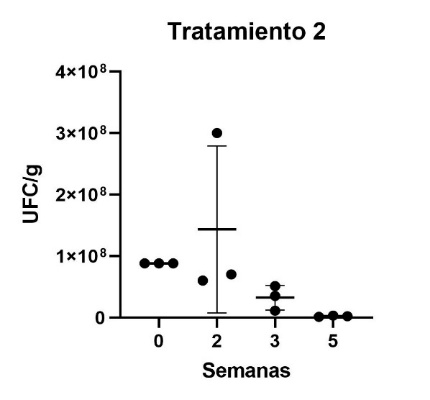 Tratamiento 2
4×10⁸
3×10⁸
2×10⁸
1×10⁸
0
UFC/g
0 2 3 5
Semanas